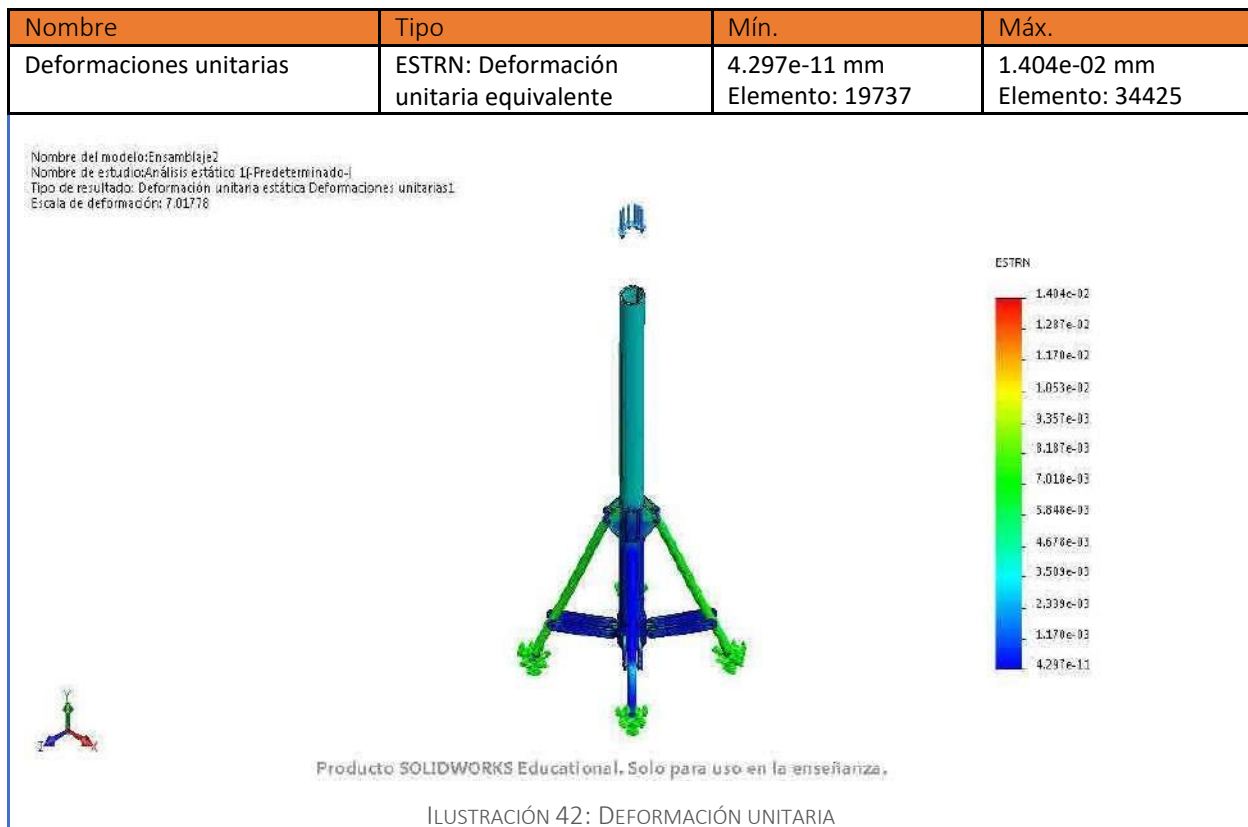 Nombre Tipo Mín. Máx.
Deformaciones unitarias ESTRN: Deformación 4.297e-11 mm 1.404e-02 mm
unitaria equivalente Elemento: 19737 Elemento: 34425
Nombre del modelo:Ensamblaje2
Nombre de estudio:Análisis estático 1(-Predeterminado-(
Tipo de resultado: Deformación unitaria estática Deformaciones unitarias1
Escala de deformación: 7.01778
ESTRN
1.404e-02
1.287e-02
1.170e-02
1.053e-02
9.357e-03
8.187e-03
7.018e-03
5.848e-03
4.678e-03
3.509e-03
2.339e-03
1.170e-03
4.297e-11
Y
Z X
Producto SOLIDWORKS Educational. Solo para uso en la enseñanza.
ILUSTRACIÓN 42: DEFORMACIÓN UNITARIA